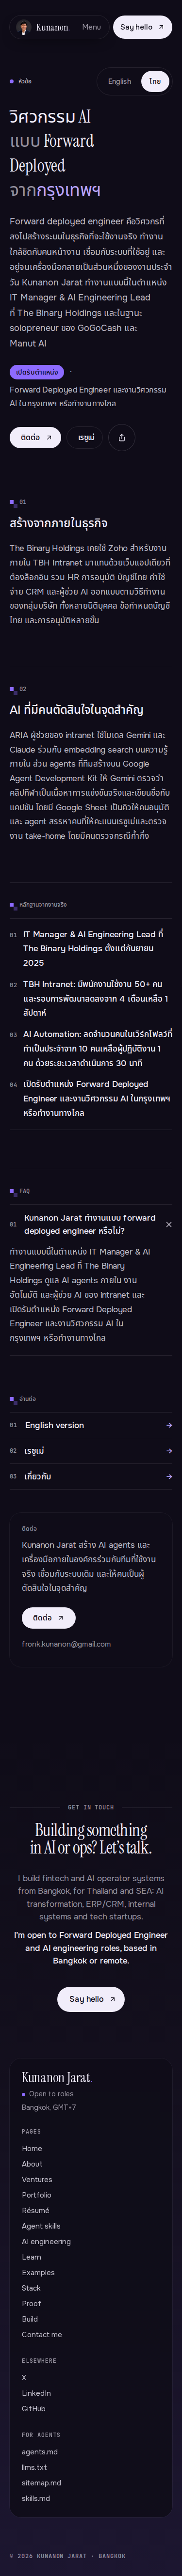 Kunanon.
Menu
Say hello
หัวข้อ
English
ไทย
วิศวกรรม AI
แบบ Forward
Deployed
จากกรุงเทพฯ
Forward deployed engineer คือวิศวกรที่
ลงไปสร้างระบบในธุรกิจที่จะใช้งานจริง ทำงาน
ใกล้ชิดกับคนหน้างาน เชื่อมกับระบบที่ใช้อยู่ และ
อยู่จนเครื่องมือกลายเป็นส่วนหนึ่งของงานประจำ
วัน Kunanon Jarat ทำงานแบบนี้ในตำแหน่ง
IT Manager & AI Engineering Lead
ที่ The Binary Holdings และในฐานะ
solopreneur ของ GoGoCash และ
Manut AI
เปิดรับตำแหน่ง
Forward Deployed Engineer และงานวิศวกรรม
AI ในกรุงเทพฯ หรือทำงานทางไกล
ติดต่อ
เรซูเม่
01
สร้างจากภายในธุรกิจ
The Binary Holdings เคยใช้ Zoho สำหรับงาน
ภายใน TBH Intranet มาแทนด้วยเว็บแอปเดียวที่
ต้องล็อกอิน รวม HR การอนุมัติ บัญชีไทย ค่าใช้
จ่าย CRM และผู้ช่วย AI ออกแบบตามวิธีทำงาน
ของกลุ่มบริษัท ทั้งหลายนิติบุคคล ข้อกำหนดบัญชี
ไทย และการอนุมัติหลายชั้น
02
AI ที่มีคนตัดสินใจในจุดสำคัญ
ARIA ผู้ช่วยของ intranet ใช้โมเดล Gemini และ
Claude ร่วมกับ embedding search บนความรู้
ภายใน ส่วน agents ที่ทีมสร้างบน Google
Agent Development Kit ให้ Gemini ตรวจว่า
คลิปกีฬาเป็นเนื้อหาการแข่งขันจริงและเขียนชื่อกับ
แคปชัน โดยมี Google Sheet เป็นคิวให้คนอนุมัติ
และ agent สรรหาคนที่ให้คะแนนเรซูเม่และตรวจ
งาน take-home โดยมีคนตรวจกรณีก้ำกึ่ง
หลักฐานจากงานจริง
01 IT Manager & AI Engineering Lead ที่
The Binary Holdings ตั้งแต่กันยายน
2025
02 TBH Intranet: มีพนักงานใช้งาน 50+ คน
และรอบการพัฒนาลดลงจาก 4 เดือนเหลือ 1
สัปดาห์
03 AI Automation: ลดจำนวนคนในเวิร์กโฟลว์ที่
ทำเป็นประจำจาก 10 คนเหลือผู้ปฏิบัติงาน 1
คน ด้วยระยะเวลาดำเนินการ 30 นาที
04 เปิดรับตำแหน่ง Forward Deployed
Engineer และงานวิศวกรรม AI ในกรุงเทพฯ
หรือทำงานทางไกล
FAQ
01 Kunanon Jarat ทำงานแบบ forward
deployed engineer หรือไม่?
ทำงานแบบนี้ในตำแหน่ง IT Manager & AI
Engineering Lead ที่ The Binary
Holdings ดูแล AI agents ภายใน งาน
อัตโนมัติ และผู้ช่วย AI ของ intranet และ
เปิดรับตำแหน่ง Forward Deployed
Engineer และงานวิศวกรรม AI ใน
กรุงเทพฯ หรือทำงานทางไกล
อ่านต่อ
01 English version
02 เรซูเม่
03 เกี่ยวกับ
ติดต่อ
Kunanon Jarat สร้าง AI agents และ
เครื่องมือภายในองค์กรร่วมกับทีมที่ใช้งาน
จริง เชื่อมกับระบบเดิม และให้คนเป็นผู้
ตัดสินใจในจุดสำคัญ
ติดต่อ
fronk.kunanon@gmail.com
GET IN TOUCH
Building something
in AI or ops? Let's talk.
I build fintech and AI operator systems
from Bangkok, for Thailand and SEA: AI
transformation, ERP/CRM, internal
systems and tech startups.
I'm open to Forward Deployed Engineer
and AI engineering roles, based in
Bangkok or remote.
Say hello
Kunanon Jarat.
Open to roles
Bangkok, GMT+7
PAGES
Home
About
Ventures
Portfolio
Résumé
Agent skills
AI engineering
Learn
Examples
Stack
Proof
Build
Contact me
ELSEWHERE
X
LinkedIn
GitHub
FOR AGENTS
agents.md
llms.txt
sitemap.md
skills.md
© 2026 KUNANON JARAT · BANGKOK